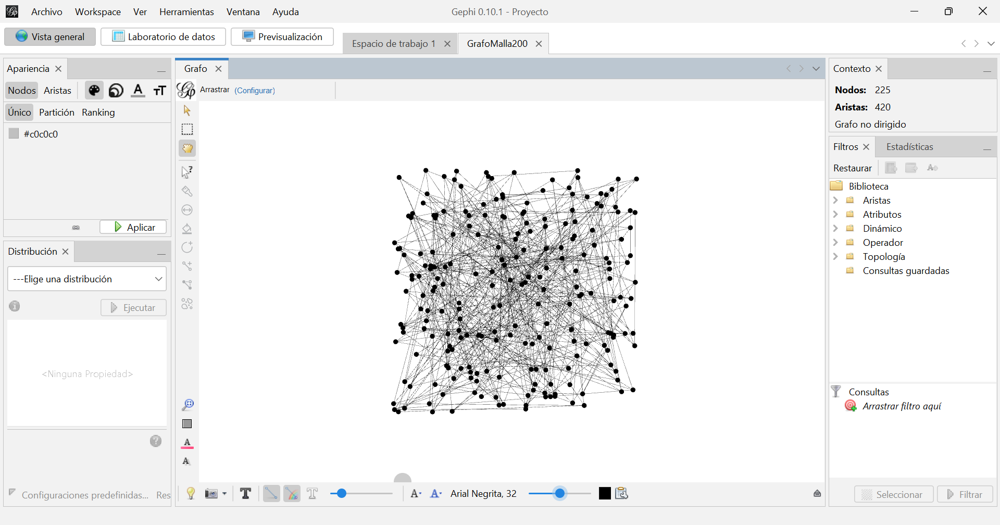 Archivo Workspace Ver Herramientas Ventana Ayuda
Gephi 0.10.1 - Proyecto
Vista general
Laboratorio de datos
Previsualización
Espacio de trabajo 1
GrafoMalla200
Apariencia
Nodos Aristas
A
TT
Único Partición Ranking
#c0c0c0
Aplicar
Distribución
---Elige una distribución
Ejecutar
<Ninguna Propiedad>
Configuraciones predefinidas... Res
Grafo
Arrastrar (Configurar)
Arial Negrita, 32
Contexto
Nodos: 225
Aristas: 420
Grafo no dirigido
Filtros
Estadísticas
Restaurar
Biblioteca
Aristas
Atributos
Dinámico
Operador
Topología
Consultas guardadas
Consultas
Arrastrar filtro aquí
Seleccionar
Filtrar